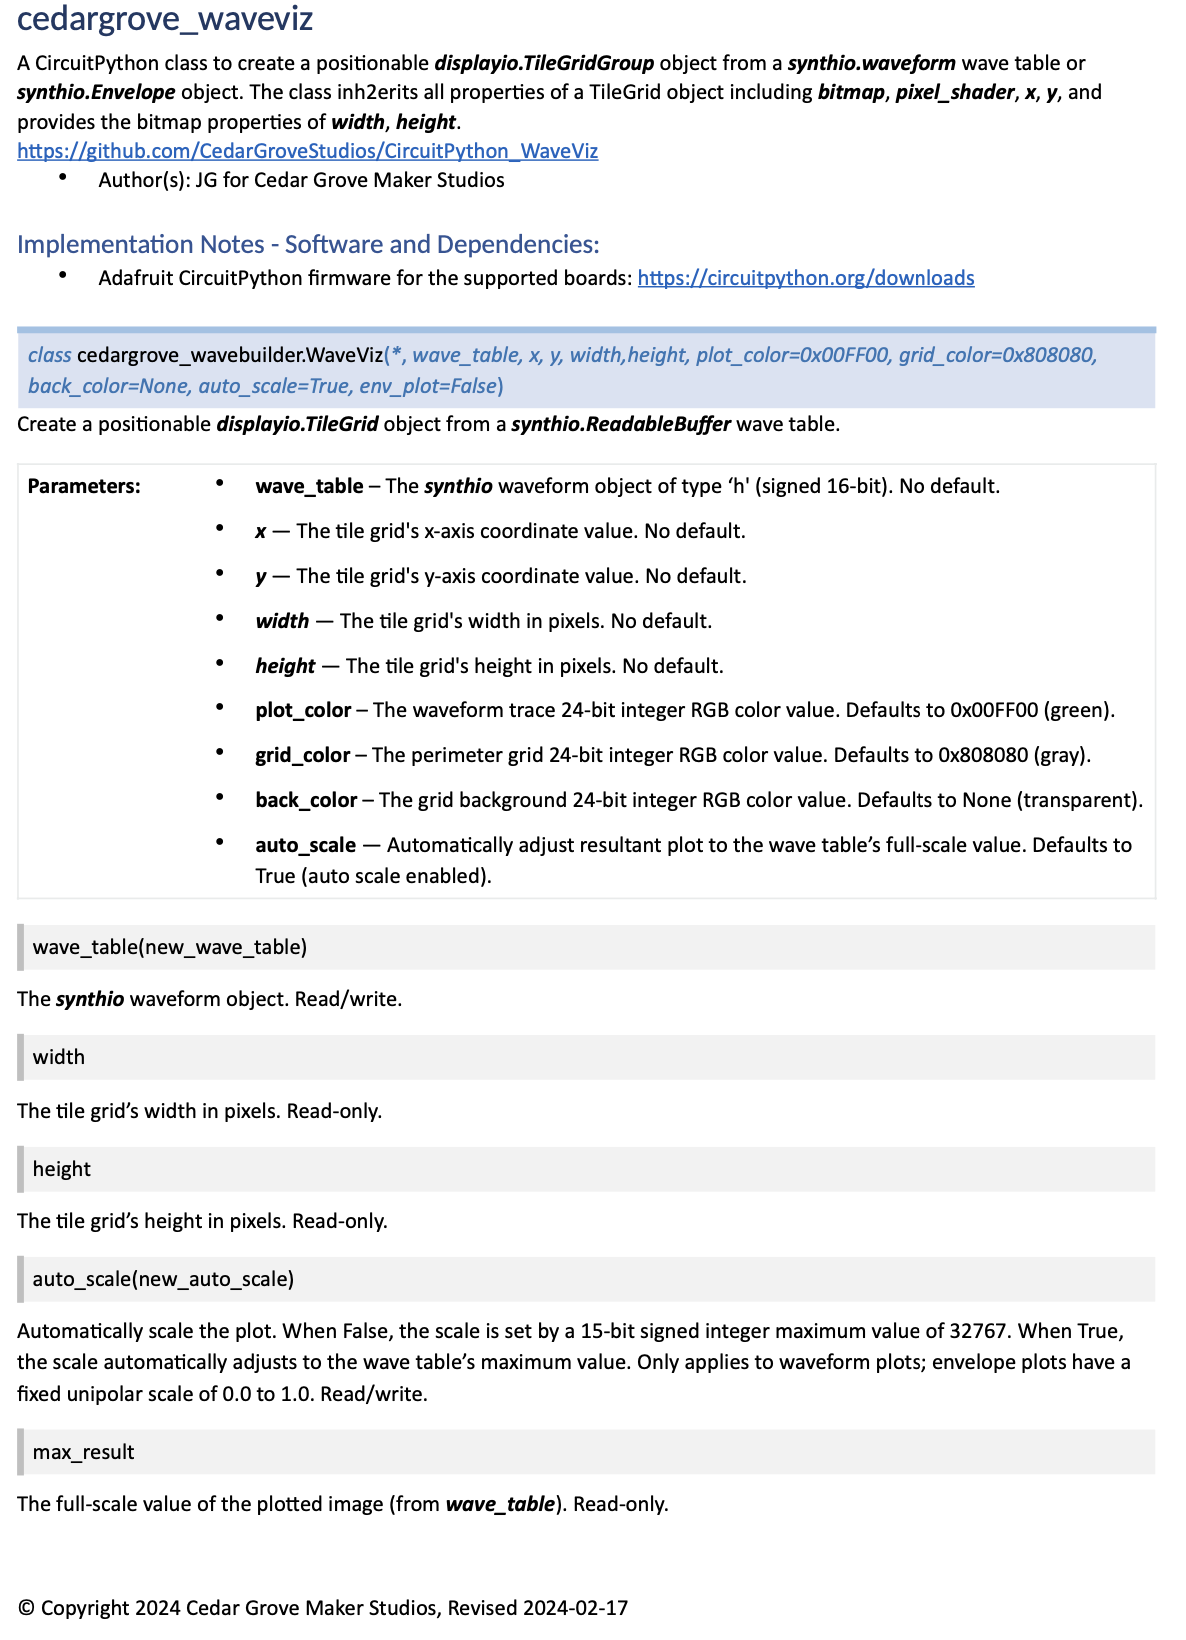 cedargrove_waveviz
A CircuitPython class to create a positionable displayio.TileGridGroup object from a synthio.waveform wave table or
synthio.Envelope object. The class inh2erits all properties of a TileGrid object including bitmap, pixel_shader, x, y, and
provides the bitmap properties of width, height.
https://github.com/CedarGroveStudios/CircuitPython_WaveViz
• Author(s): JG for Cedar Grove Maker Studios
Implementation Notes - Software and Dependencies:
• Adafruit CircuitPython firmware for the supported boards: https://circuitpython.org/downloads
class cedargrove_wavebuilder.WaveViz(*, wave_table, x, y, width,height, plot_color=0x00FF00, grid_color=0x808080,
back_color=None, auto_scale=True, env_plot=False)
Create a positionable displayio.TileGrid object from a synthio.ReadableBuffer wave table.
Parameters: • wave_table – The synthio waveform object of type ‘h' (signed 16-bit). No default.
• x — The tile grid's x-axis coordinate value. No default.
• y — The tile grid's y-axis coordinate value. No default.
• width — The tile grid's width in pixels. No default.
• height — The tile grid's height in pixels. No default.
• plot_color – The waveform trace 24-bit integer RGB color value. Defaults to 0x00FF00 (green).
• grid_color – The perimeter grid 24-bit integer RGB color value. Defaults to 0x808080 (gray).
• back_color – The grid background 24-bit integer RGB color value. Defaults to None (transparent).
• auto_scale — Automatically adjust resultant plot to the wave table’s full-scale value. Defaults to
True (auto scale enabled).
wave_table(new_wave_table)
The synthio waveform object. Read/write.
width
The tile grid’s width in pixels. Read-only.
height
The tile grid’s height in pixels. Read-only.
auto_scale(new_auto_scale)
Automatically scale the plot. When False, the scale is set by a 15-bit signed integer maximum value of 32767. When True,
the scale automatically adjusts to the wave table’s maximum value. Only applies to waveform plots; envelope plots have a
fixed unipolar scale of 0.0 to 1.0. Read/write.
max_result
The full-scale value of the plotted image (from wave_table). Read-only.
© Copyright 2024 Cedar Grove Maker Studios, Revised 2024-02-17